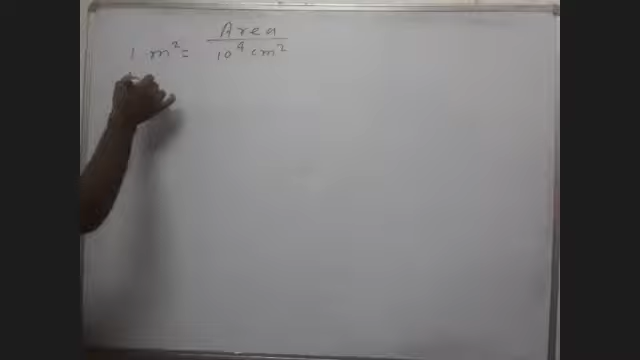 Area
1 m² = 10⁴ cm²